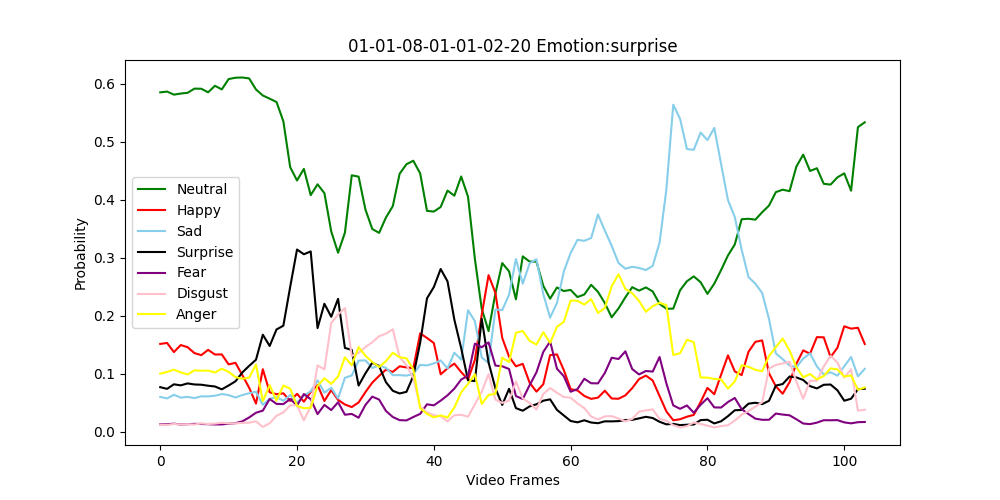 01-01-08-01-01-02-20 Emotion:surprise
Probability
0.6
0.5
0.4
0.3
0.2
0.1
0.0
Neutral
Happy
Sad
Surprise
Fear
Disgust
Anger
0 20 40 60 80 100
Video Frames